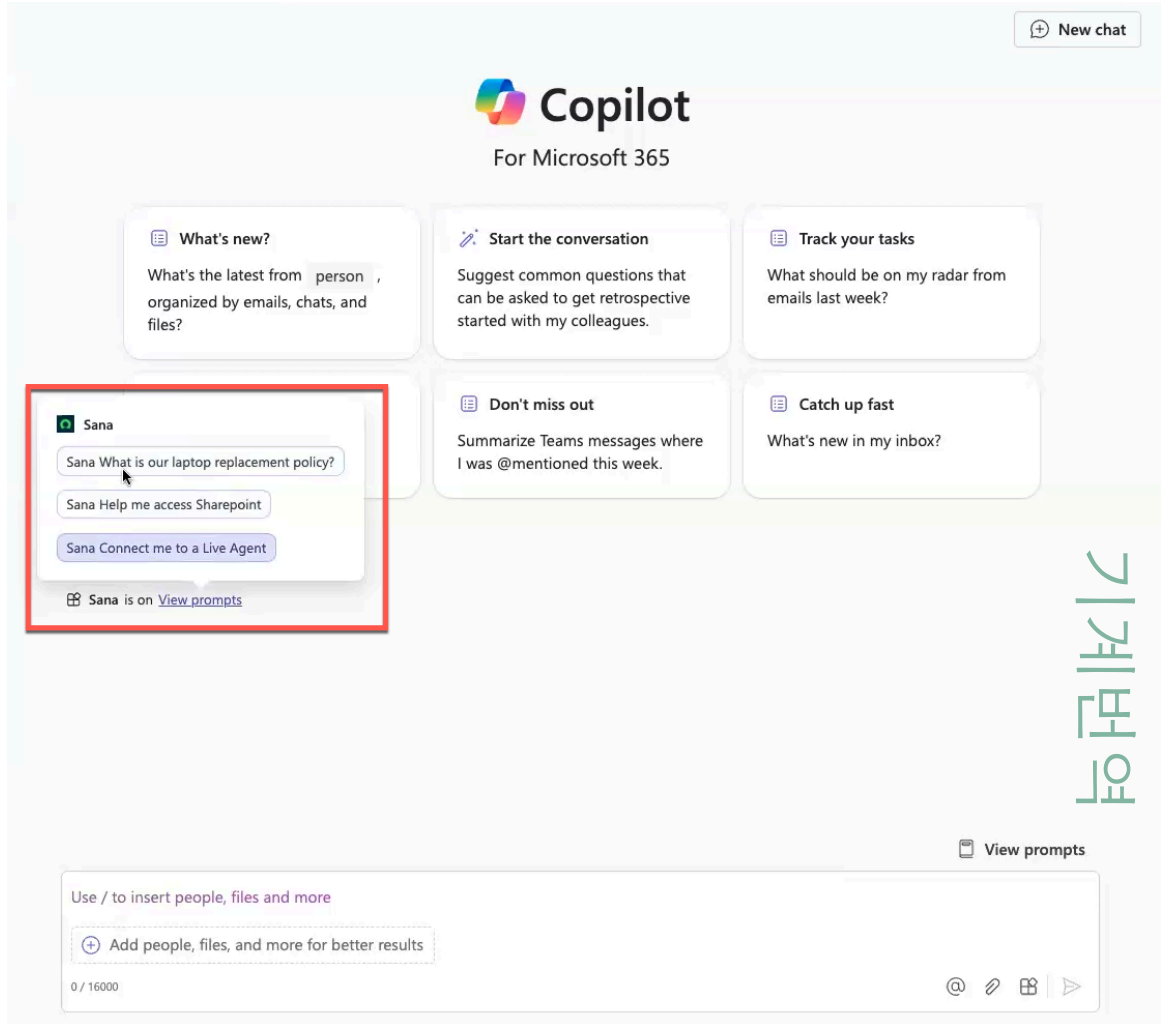 New chat
Copilot
For Microsoft 365
What's new?
What's the latest from person ,
organized by emails, chats, and
files?
Start the conversation
Suggest common questions that
can be asked to get retrospective
started with my colleagues.
Track your tasks
What should be on my radar from
emails last week?
Sana
Sana What is our laptop replacement policy?
Sana Help me access Sharepoint
Sana Connect me to a Live Agent
Sana is on View prompts
Don't miss out
Summarize Teams messages where
I was @mentioned this week.
Catch up fast
What's new in my inbox?
기계번역
View prompts
Use / to insert people, files and more
Add people, files, and more for better results
0 / 16000